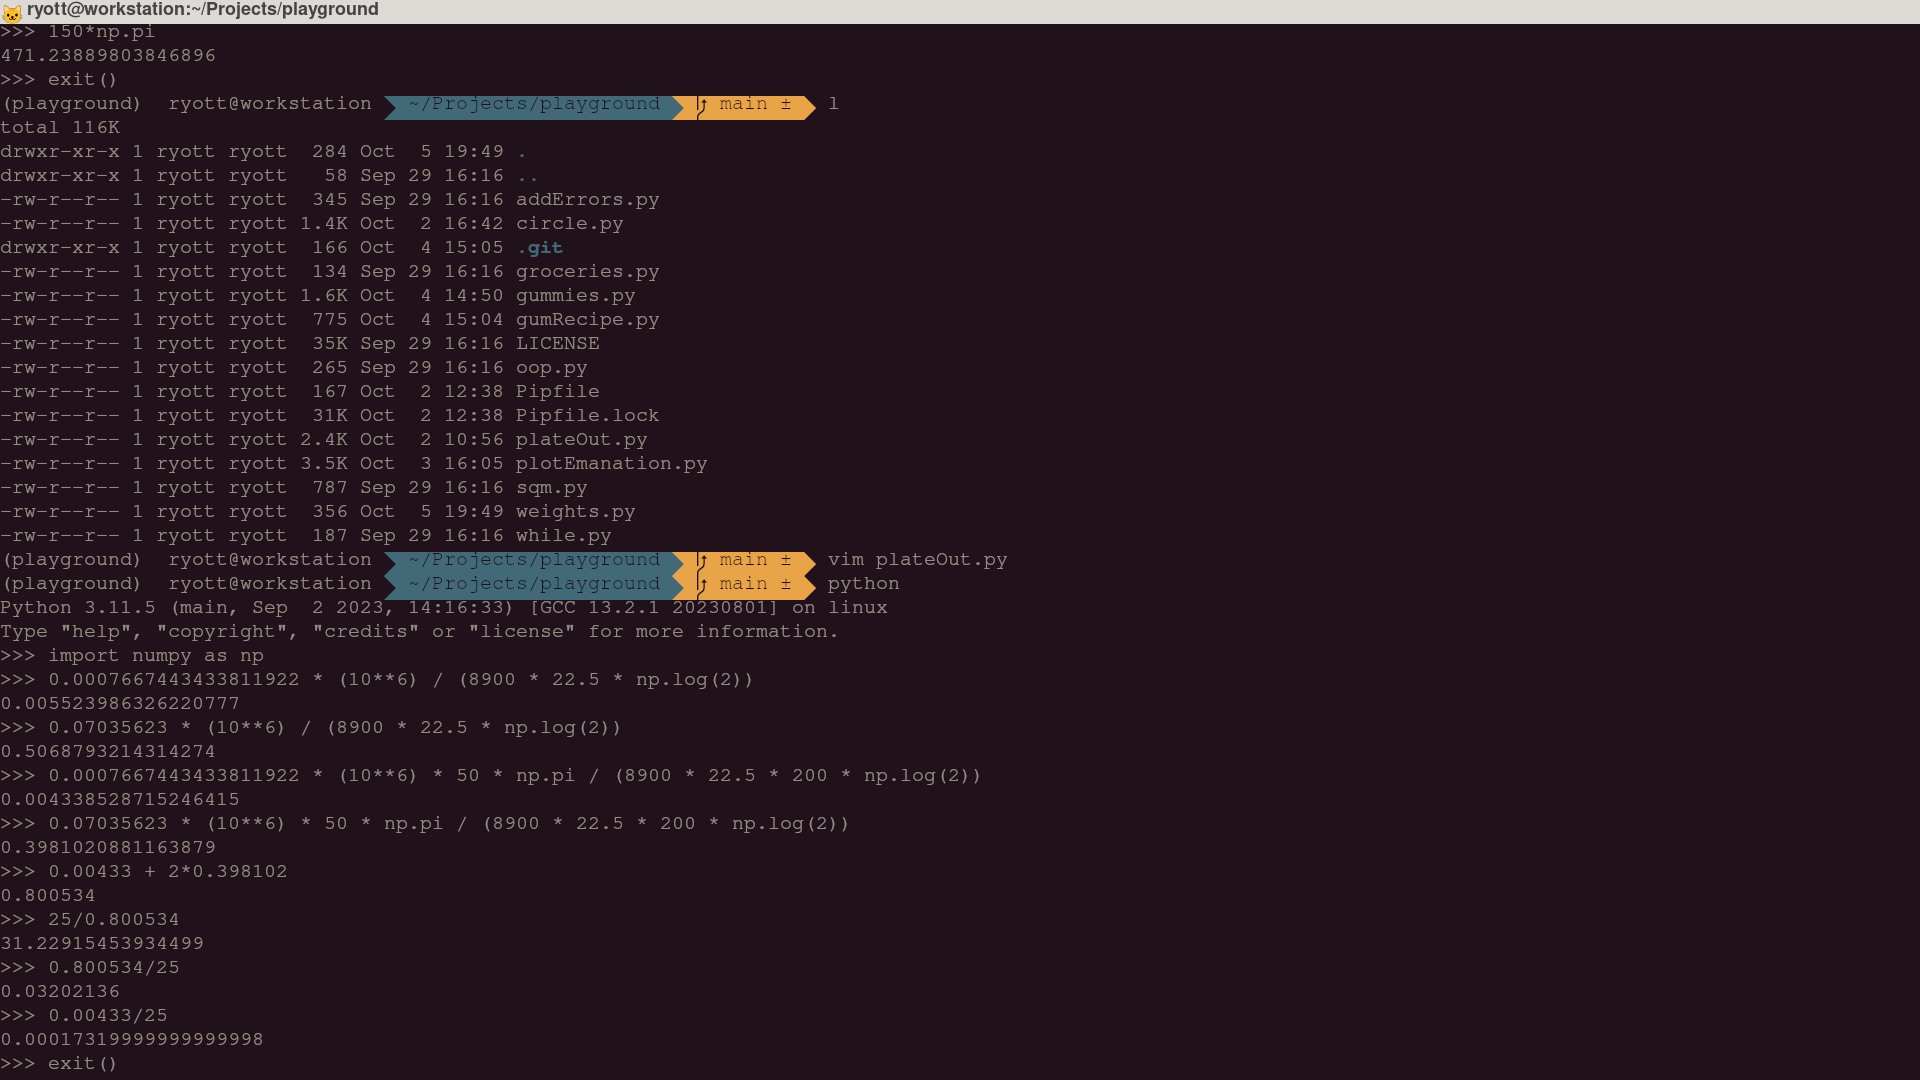 ryott@workstation:~/Projects/playground
>>> 150*np.pi
471.23889803846896
>>> exit()
(playground)  ryott@workstation  ~/Projects/playground  main ±  l
total 116K
drwxr-xr-x 1 ryott ryott  284 Oct  5 19:49 .
drwxr-xr-x 1 ryott ryott   58 Sep 29 16:16 ..
-rw-r--r-- 1 ryott ryott  345 Sep 29 16:16 addErrors.py
-rw-r--r-- 1 ryott ryott 1.4K Oct  2 16:42 circle.py
drwxr-xr-x 1 ryott ryott  166 Oct  4 15:05 .git
-rw-r--r-- 1 ryott ryott  134 Sep 29 16:16 groceries.py
-rw-r--r-- 1 ryott ryott 1.6K Oct  4 14:50 gummies.py
-rw-r--r-- 1 ryott ryott  775 Oct  4 15:04 gumRecipe.py
-rw-r--r-- 1 ryott ryott  35K Sep 29 16:16 LICENSE
-rw-r--r-- 1 ryott ryott  265 Sep 29 16:16 oop.py
-rw-r--r-- 1 ryott ryott  167 Oct  2 12:38 Pipfile
-rw-r--r-- 1 ryott ryott  31K Oct  2 12:38 Pipfile.lock
-rw-r--r-- 1 ryott ryott 2.4K Oct  2 10:56 plateOut.py
-rw-r--r-- 1 ryott ryott 3.5K Oct  3 16:05 plotEmanation.py
-rw-r--r-- 1 ryott ryott  787 Sep 29 16:16 sqm.py
-rw-r--r-- 1 ryott ryott  356 Oct  5 19:49 weights.py
-rw-r--r-- 1 ryott ryott  187 Sep 29 16:16 while.py
(playground)  ryott@workstation  ~/Projects/playground  main ±  vim plateOut.py
(playground)  ryott@workstation  ~/Projects/playground  main ±  python
Python 3.11.5 (main, Sep  2 2023, 14:16:33) [GCC 13.2.1 20230801] on linux
Type "help", "copyright", "credits" or "license" for more information.
>>> import numpy as np
>>> 0.0007667443433811922 * (10**6) / (8900 * 22.5 * np.log(2))
0.005523986326220777
>>> 0.07035623 * (10**6) / (8900 * 22.5 * np.log(2))
0.5068793214314274
>>> 0.0007667443433811922 * (10**6) * 50 * np.pi / (8900 * 22.5 * 200 * np.log(2))
0.004338528715246415
>>> 0.07035623 * (10**6) * 50 * np.pi / (8900 * 22.5 * 200 * np.log(2))
0.3981020881163879
>>> 0.00433 + 2*0.398102
0.800534
>>> 25/0.800534
31.22915453934499
>>> 0.800534/25
0.03202136
>>> 0.00433/25
0.00017319999999999998
>>> exit()